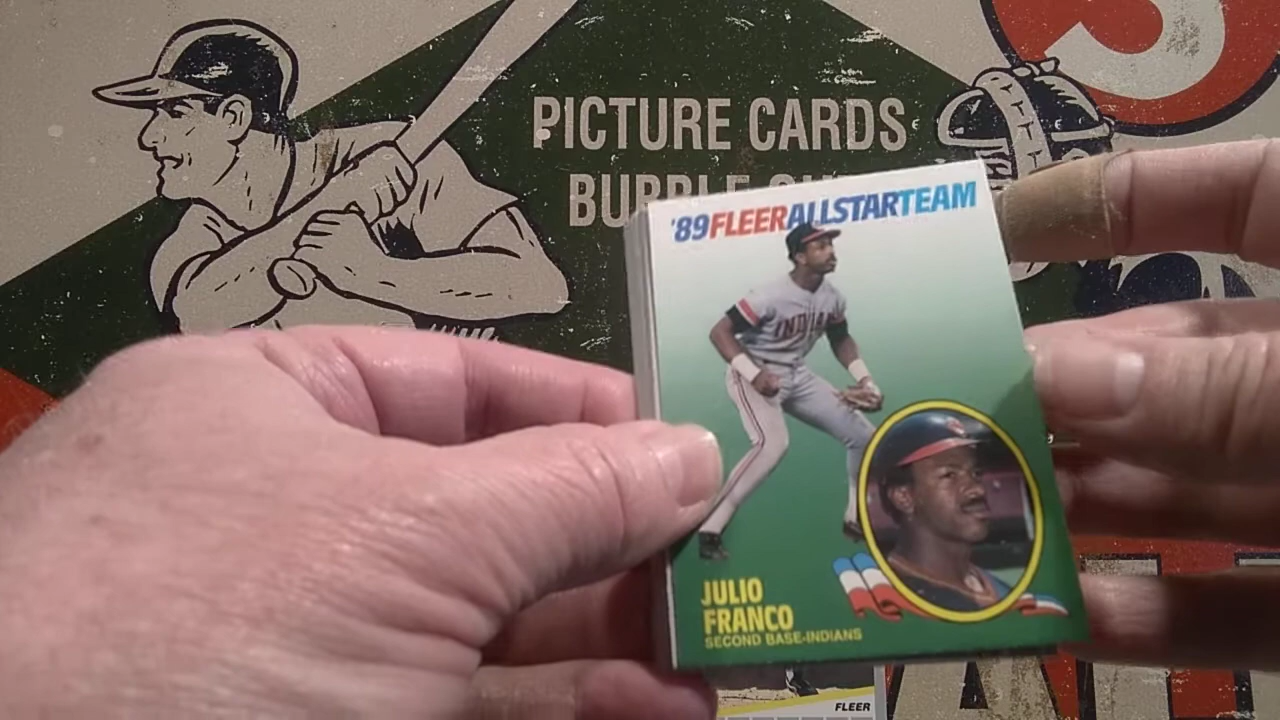 PICTURE CARDS
'89FLEERALLSTARTEAM
INDIANS
JULIO
FRANCO
SECOND BASE-INDIANS
FLEER